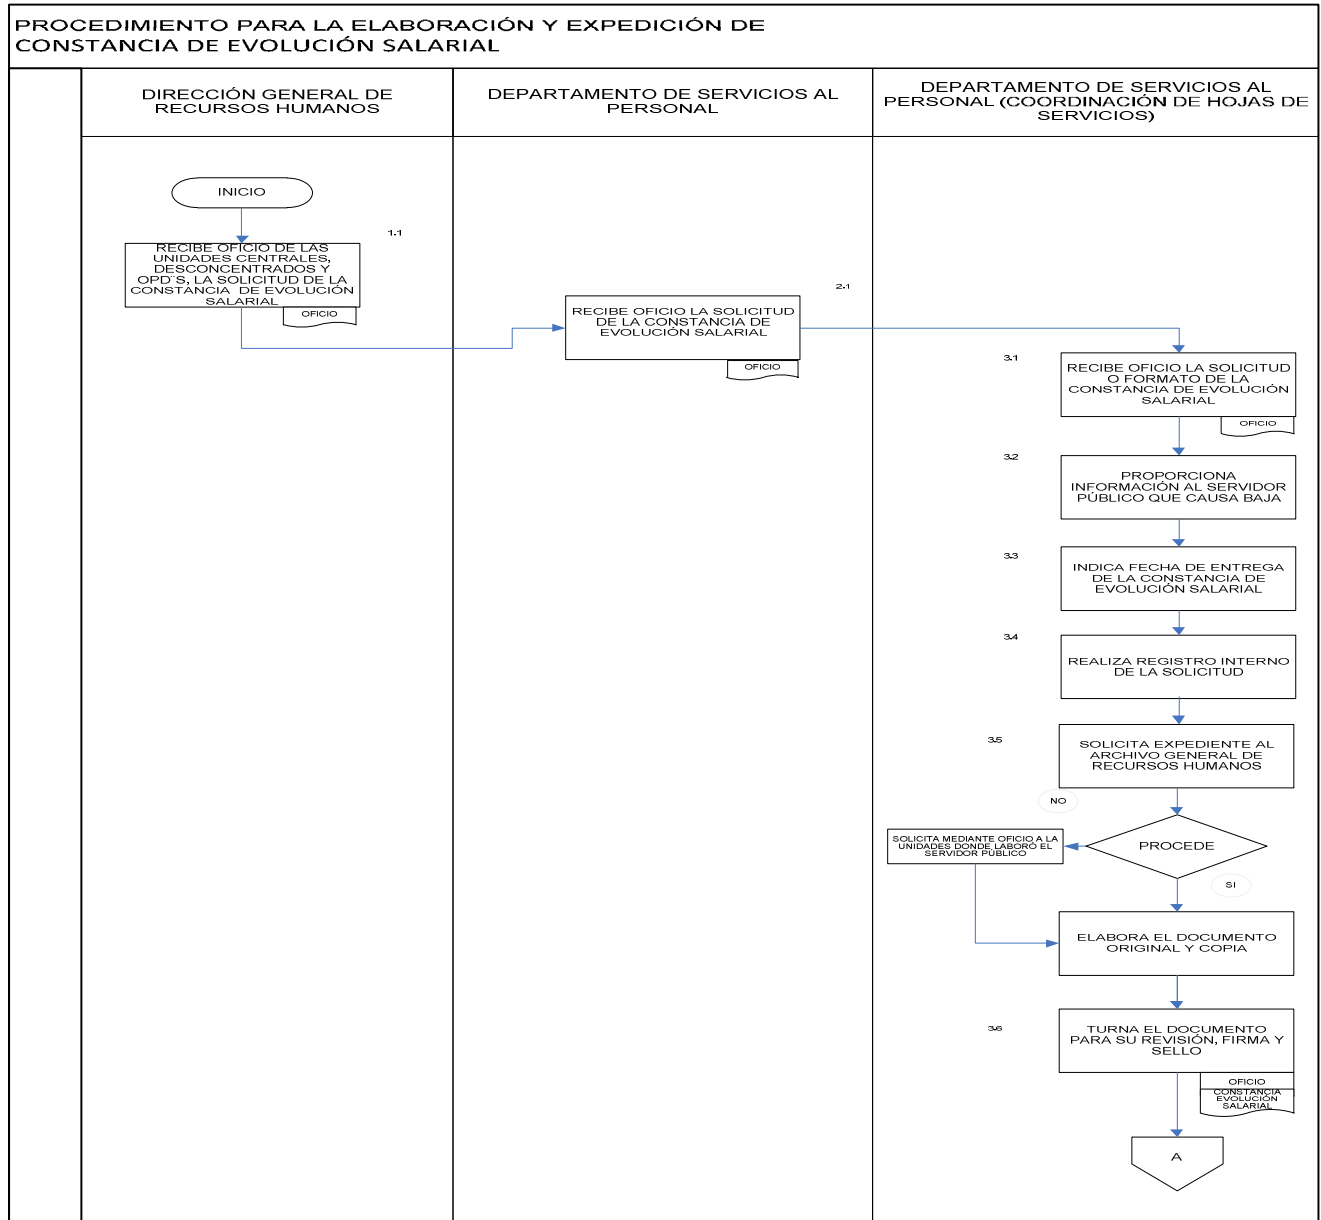 PROCEDIMIENTO PARA LA ELABORACIÓN Y EXPEDICIÓN DE
CONSTANCIA DE EVOLUCIÓN SALARIAL
DIRECCIÓN GENERAL DE
RECURSOS HUMANOS
DEPARTAMENTO DE SERVICIOS AL
PERSONAL
DEPARTAMENTO DE SERVICIOS AL
PERSONAL (COORDINACIÓN DE HOJAS DE
SERVICIOS)
INICIO
1.1
RECIBE OFICIO DE LAS
UNIDADES CENTRALES,
DESCONCENTRADOS Y
OPD¨S, LA SOLICITUD DE LA
CONSTANCIA DE EVOLUCIÓN
SALARIAL
OFICIO
2.1
RECIBE OFICIO LA SOLICITUD
DE LA CONSTANCIA DE
EVOLUCIÓN SALARIAL
OFICIO
3.1
RECIBE OFICIO LA SOLICITUD
O FORMATO DE LA
CONSTANCIA DE EVOLUCIÓN
SALARIAL
OFICIO
3.2
PROPORCIONA
INFORMACIÓN AL SERVIDOR
PÚBLICO QUE CAUSA BAJA
3.3
INDICA FECHA DE ENTREGA
DE LA CONSTANCIA DE
EVOLUCIÓN SALARIAL
3.4
REALIZA REGISTRO INTERNO
DE LA SOLICITUD
3.5
SOLICITA EXPEDIENTE AL
ARCHIVO GENERAL DE
RECURSOS HUMANOS
NO
SOLICITA MEDIANTE OFICIO A LA
UNIDADES DONDE LABORÓ EL
SERVIDOR PÚBLICO
PROCEDE
SI
ELABORA EL DOCUMENTO
ORIGINAL Y COPIA
3.6
TURNA EL DOCUMENTO
PARA SU REVISIÓN, FIRMA Y
SELLO
OFICIO
CONSTANCIA
EVOLUCIÓN
SALARIAL
A